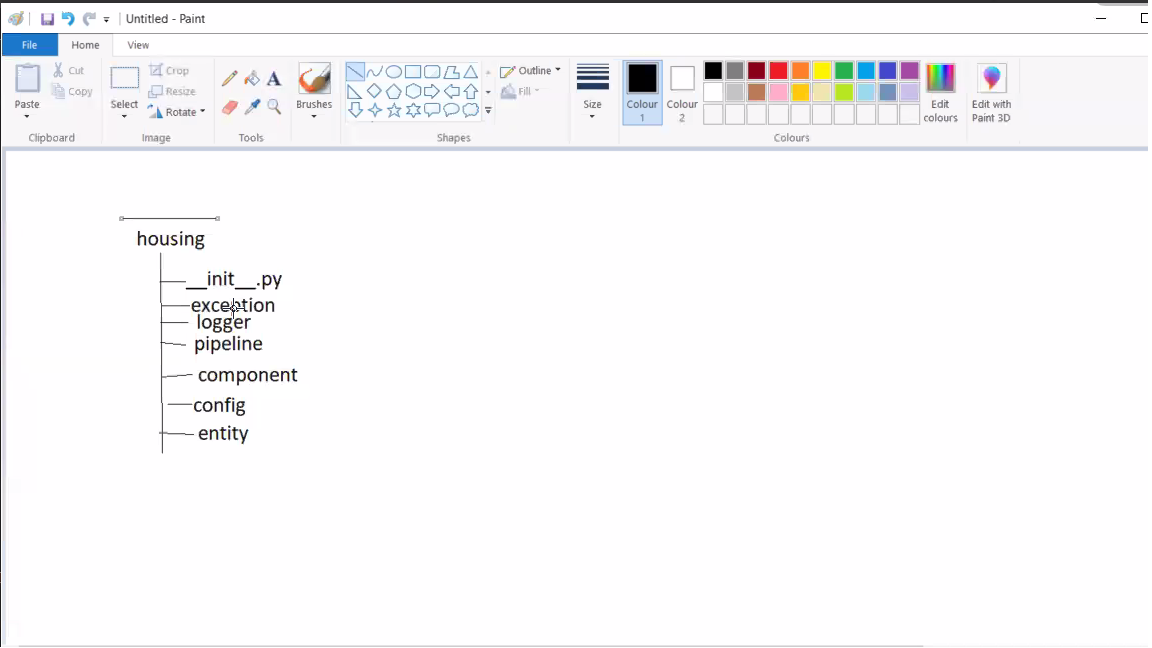 Untitled - Paint
File Home View
Paste
Cut
Copy
Clipboard
Select
Crop
Resize
Rotate
Image
Tools
Brushes
Shapes
Outline
Fill
Size
Colour 1
Colour 2
Edit colours
Edit with Paint 3D
Colours
housing
__init__.py
exception
logger
pipeline
component
config
entity